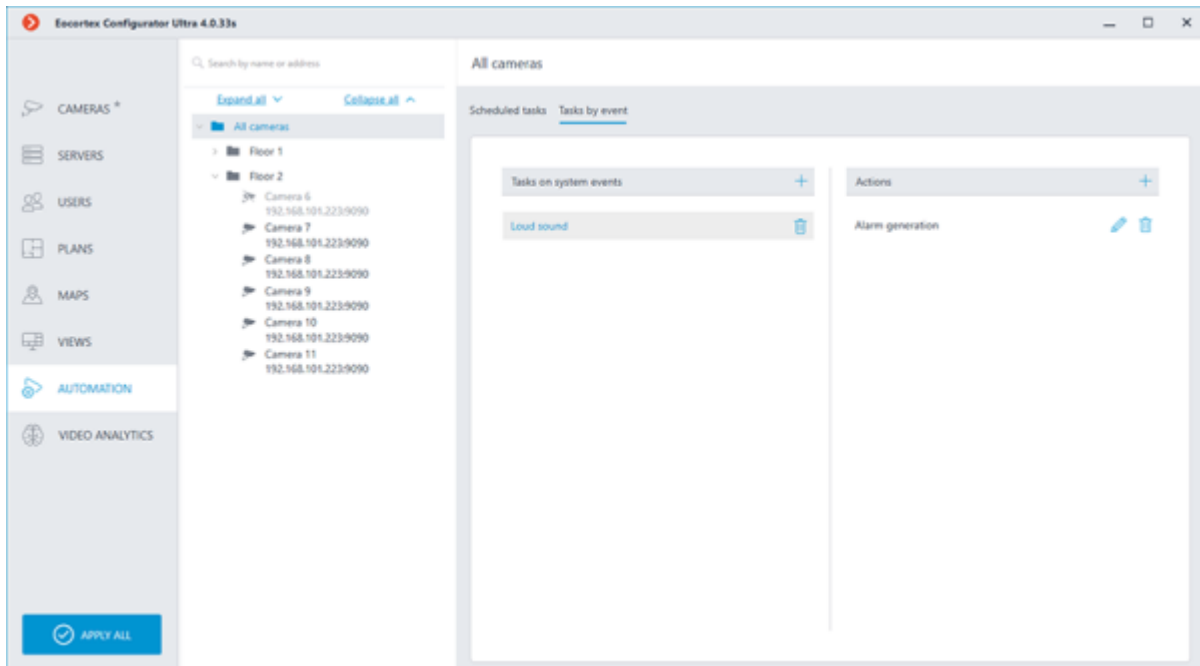 Eocortex Configurator Ultra 4.0.33s
Search by name or address
Expand all
Collapse all
CAMERAS *
SERVERS
USERS
PLANS
MAPS
VIEWS
AUTOMATION
VIDEO ANALYTICS
APPLY ALL
All cameras
Floor 1
Floor 2
Camera 6
192.168.101.223:9090
Camera 7
192.168.101.223:9090
Camera 8
192.168.101.223:9090
Camera 9
192.168.101.223:9090
Camera 10
192.168.101.223:9090
Camera 11
192.168.101.223:9090
All cameras
Scheduled tasks Tasks by event
Tasks on system events
Loud sound
Actions
Alarm generation